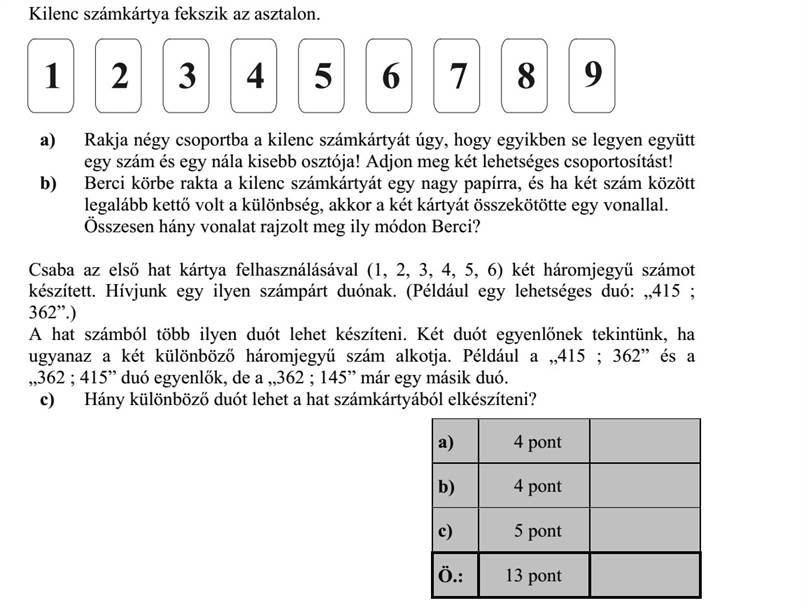 Kilenc számkártya fekszik az asztalon.
1 2 3 4 5 6 7 8 9
a) Rakja négy csoportba a kilenc számkártyát úgy, hogy egyikben se legyen együtt
egy szám és egy nála kisebb osztója! Adjon meg két lehetséges csoportosítást!
b) Berci körbe rakta a kilenc számkártyát egy nagy papírra, és ha két szám között
legalább kettő volt a különbség, akkor a két kártyát összekötötte egy vonallal.
Összesen hány vonalat rajzolt meg ily módon Berci?
Csaba az első hat kártya felhasználásával (1, 2, 3, 4, 5, 6) két háromjegyű számot
készített. Hívjunk egy ilyen számpárt duónak. (Például egy lehetséges duó: „415 ;
362”.)
A hat számból több ilyen duót lehet készíteni. Két duót egyenlőnek tekintünk, ha
ugyanaz a két különböző háromjegyű szám alkotja. Például a „415 ; 362” és a
„362 ; 415” duó egyenlők, de a „362 ; 145” már egy másik duó.
c) Hány különböző duót lehet a hat számkártyából elkészíteni?
a) 4 pont
b) 4 pont
c) 5 pont
Ö.: 13 pont